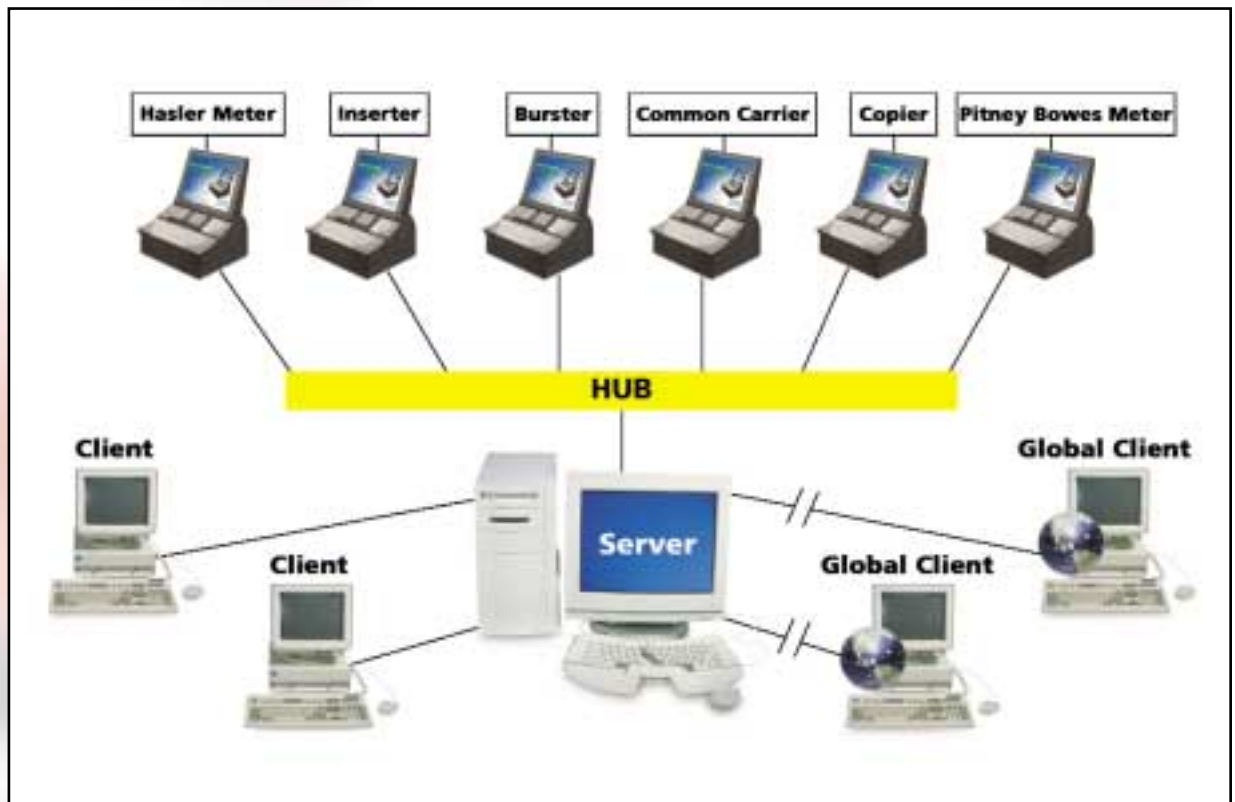 Hasler Meter
Inserter
Burster
Common Carrier
Copier
Pitney Bowes Meter
HUB
Client
Global Client
Server
Client
Global Client